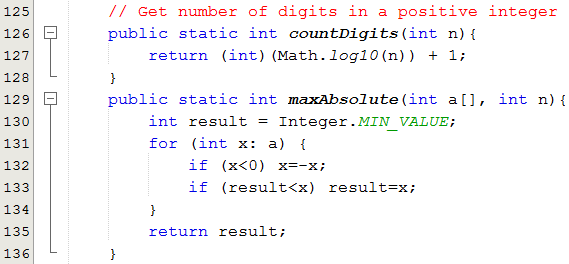 125 // Get number of digits in a positive integer
126 public static int countDigits(int n){
127 return (int)(Math.log10(n)) + 1;
128 }
129 public static int maxAbsolute(int a[], int n){
130 int result = Integer.MIN_VALUE;
131 for (int x: a) {
132 if (x<0) x=-x;
133 if (result<x) result=x;
134 }
135 return result;
136 }